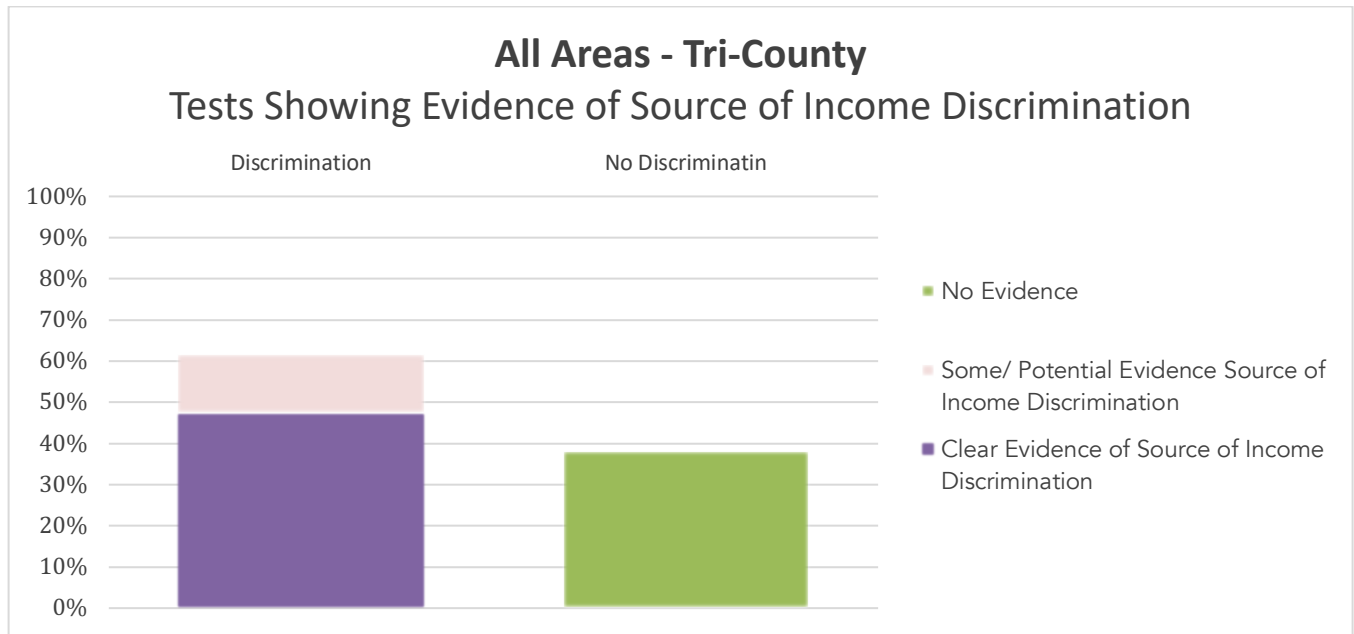 All Areas - Tri-County
Tests Showing Evidence of Source of Income Discrimination
Discrimination
No Discriminatin
100%
90%
80%
70%
60%
50%
40%
30%
20%
10%
0%
No Evidence
Some/ Potential Evidence Source of
Income Discrimination
Clear Evidence of Source of Income
Discrimination